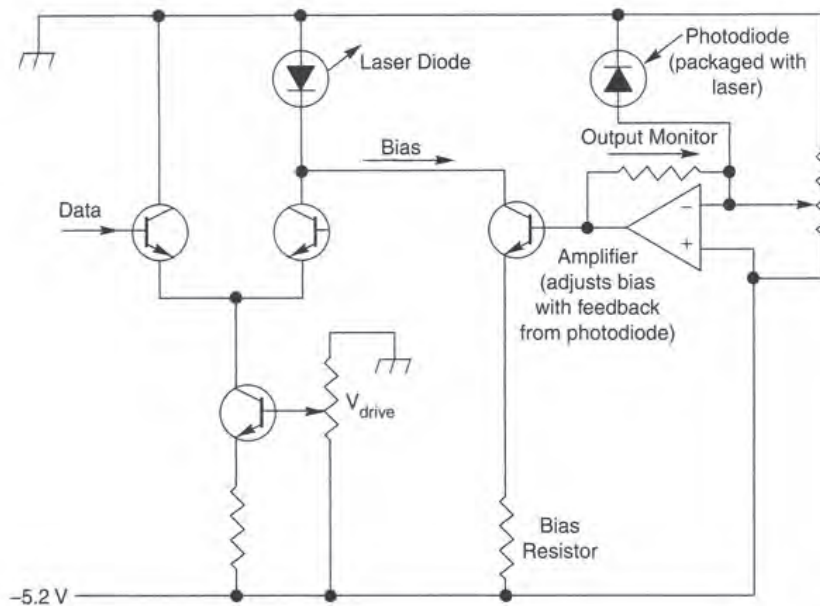 Laser Diode
Photodiode
(packaged with
laser)
Output Monitor
Bias
Data
−
+
Amplifier
(adjusts bias
with feedback
from photodiode)
Vdrive
Bias
Resistor
–5.2 V